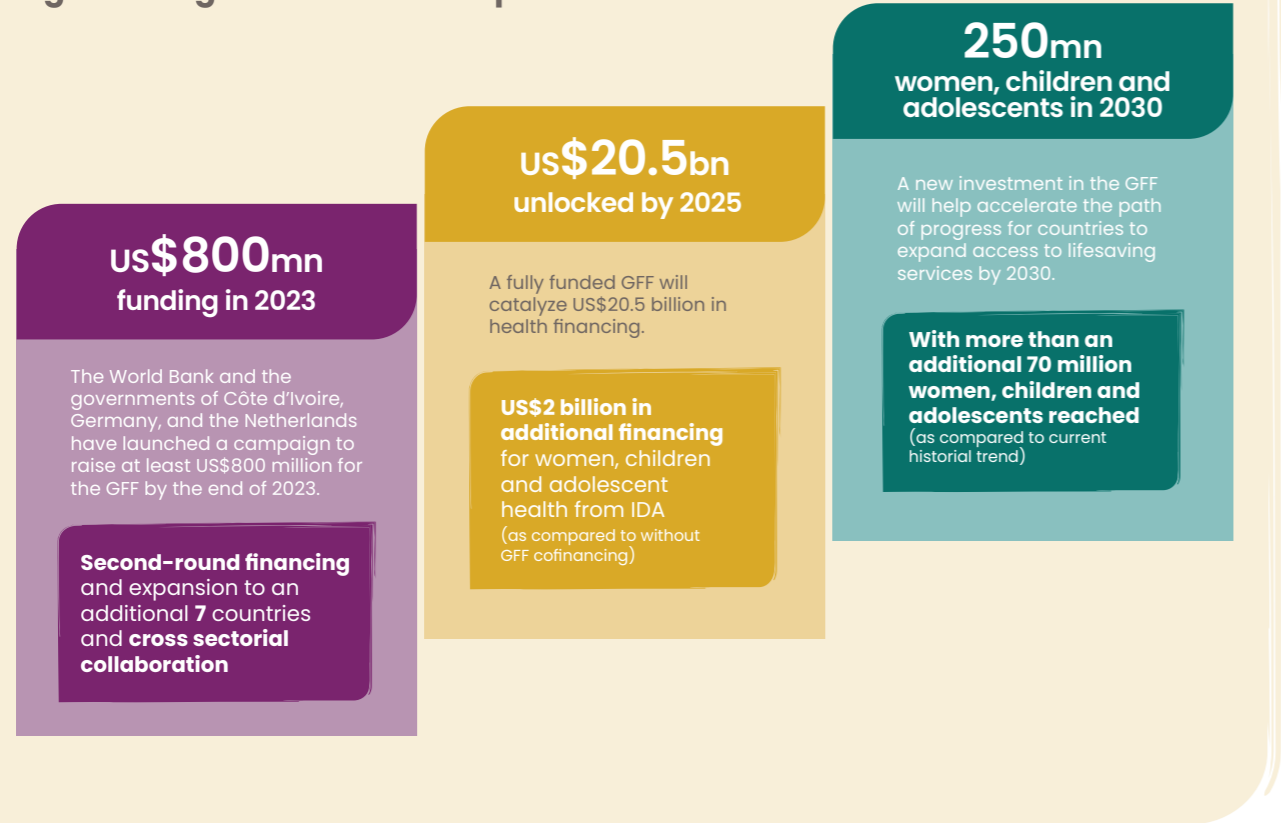 US$800mn
funding in 2023
The World Bank and the
governments of Côte d’Ivoire,
Germany, and the Netherlands
have launched a campaign to
raise at least US$800 million for
the GFF by the end of 2023.
Second-round financing
and expansion to an
additional 7 countries
and cross sectorial
collaboration
US$20.5bn
unlocked by 2025
A fully funded GFF will
catalyze US$20.5 billion in
health financing.
US$2 billion in
additional financing
for women, children
and adolescent
health from IDA
(as compared to without
GFF cofinancing)
250mn
women, children and
adolescents in 2030
A new investment in the GFF
will help accelerate the path
of progress for countries to
expand access to lifesaving
services by 2030.
With more than an
additional 70 million
women, children and
adolescents reached
(as compared to current
historial trend)